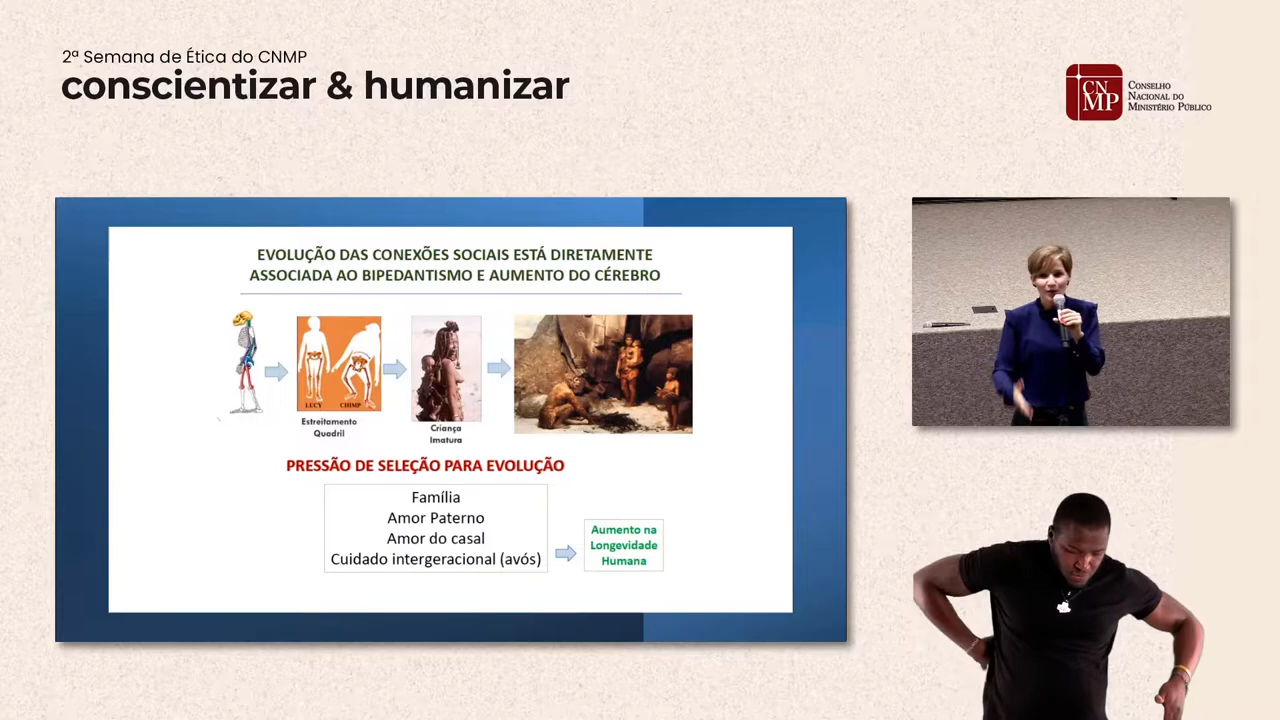 2ª Semana de Ética do CNMP
conscientizar & humanizar
CN
MP
CONSELHO
NACIONAL DO
MINISTÉRIO PÚBLICO
EVOLUÇÃO DAS CONEXÕES SOCIAIS ESTÁ DIRETAMENTE
ASSOCIADA AO BIPEDANTISMO E AUMENTO DO CÉREBRO
LUCY CHIMP
Estreitamento
Quadril
Criança
Imatura
PRESSÃO DE SELEÇÃO PARA EVOLUÇÃO
Família
Amor Paterno
Amor do casal
Cuidado intergeracional (avós)
Aumento na
Longevidade
Humana